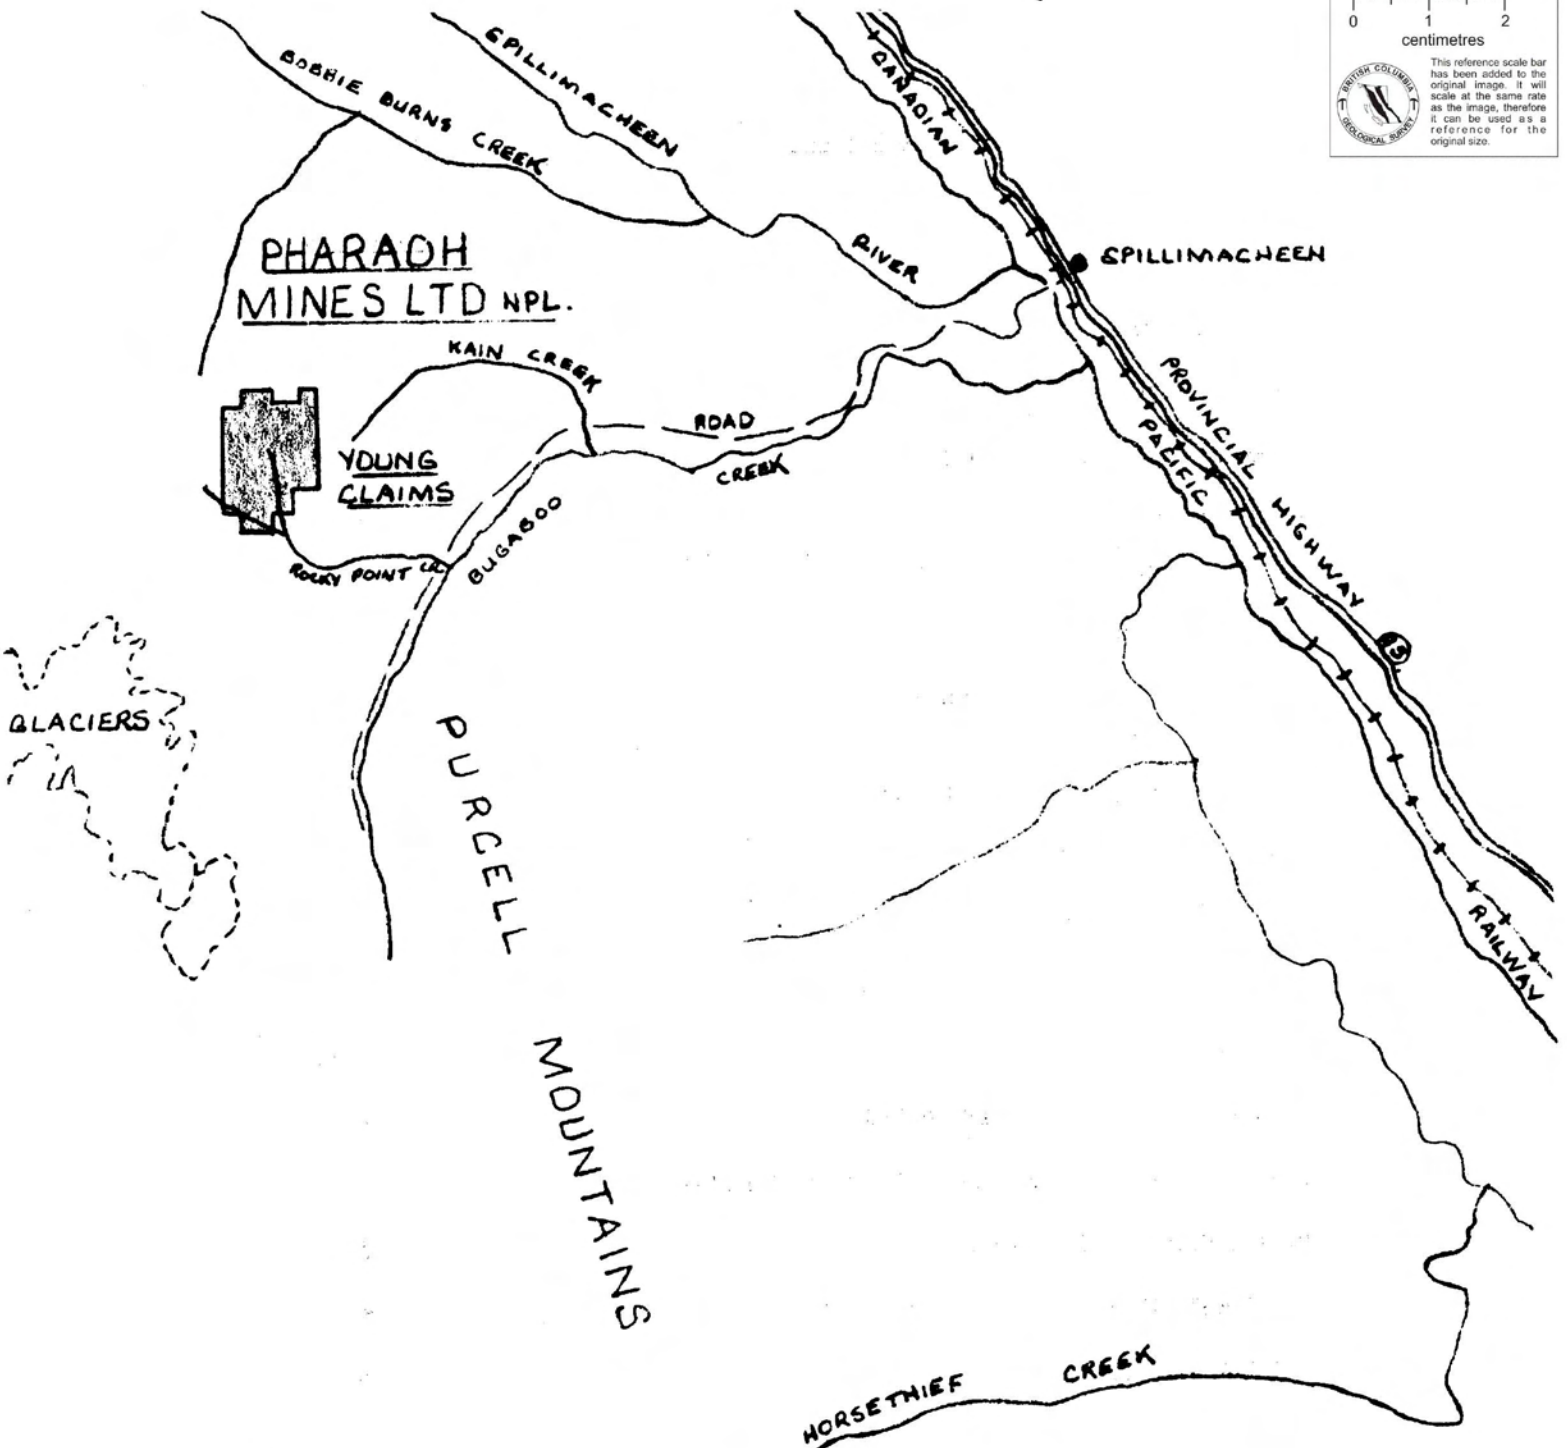 0 1 2
centimetres
BRITISH COLUMBIA
GEOLOGICAL SURVEY
This reference scale bar
has been added to the
original image. It will
scale at the same rate
as the image, therefore
it can be used as a
reference for the
original size.
BOBBIE BURNS CREEK
SPILLIMACHEEN
RIVER
CANADIAN
SPILLIMACHEEN
PHARAOH
MINES LTD NPL.
KAIN CREEK
ROAD
CREEK
YOUNG
CLAIMS
BUGABOO
ROCKY POINT CR.
PROVINCIAL HIGHWAY
PACIFIC
GLACIERS
PURCELL
MOUNTAINS
RAILWAY
HORSETHIEF CREEK